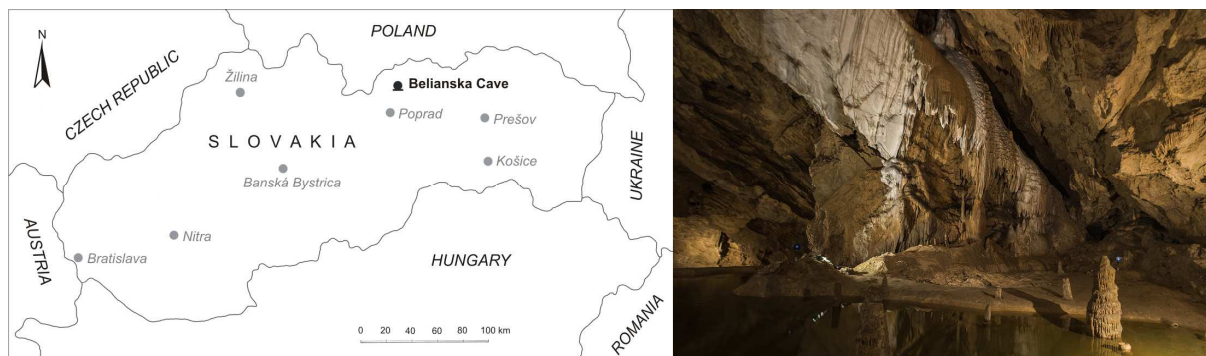 N
POLAND
CZECH REPUBLIC
Žilina
Belianska Cave
Poprad
Prešov
SLOVAKIA
Košice
UKRAINE
Banská Bystrica
AUSTRIA
Nitra
Bratislava
HUNGARY
ROMANIA
0 20 40 60 80 100 km